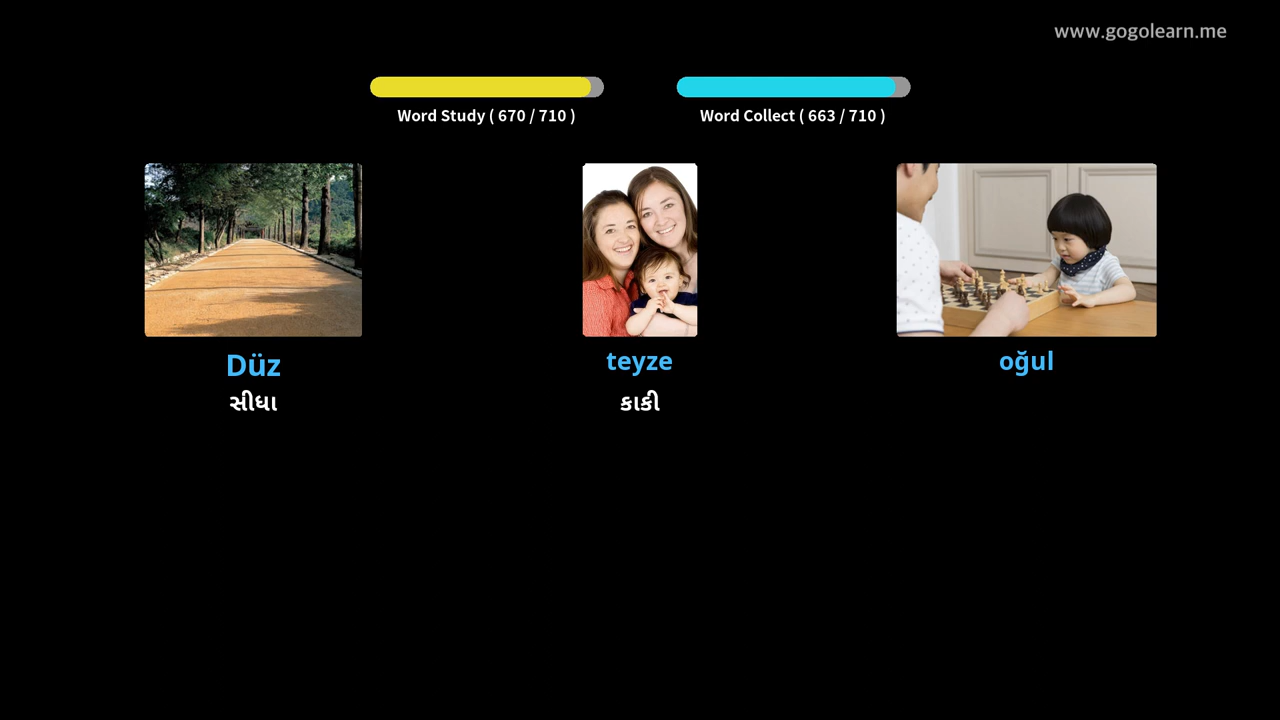 www.gogolearn.me
Word Study ( 670 / 710 )
Word Collect ( 663 / 710 )
Düz
teyze
oğul
સીધા
કાકી